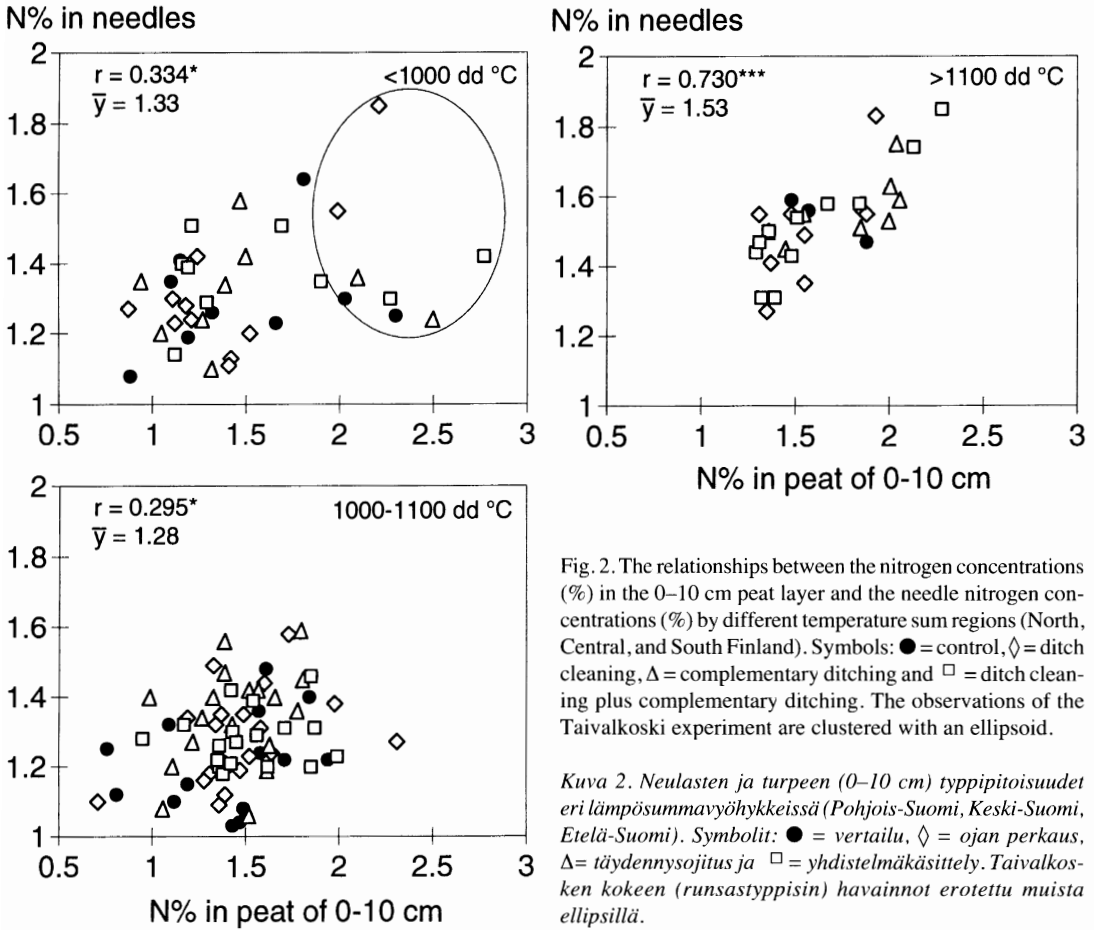 N% in needles
2
1.8
1.6
1.4
1.2
1
r = 0.334*
y̅ = 1.33
<1000 dd °C
0.5 1 1.5 2 2.5 3
N% in needles
2
1.8
1.6
1.4
1.2
1
r = 0.730***
y̅ = 1.53
>1100 dd °C
0.5 1 1.5 2 2.5 3
N% in peat of 0-10 cm
2
1.8
1.6
1.4
1.2
1
r = 0.295*
y̅ = 1.28
1000-1100 dd °C
0.5 1 1.5 2 2.5 3
N% in peat of 0-10 cm
Fig. 2. The relationships between the nitrogen concentrations
(%) in the 0–10 cm peat layer and the needle nitrogen con-
centrations (%) by different temperature sum regions (North,
Central, and South Finland). Symbols: ● = control, ◊ = ditch
cleaning, Δ = complementary ditching and □ = ditch clean-
ing plus complementary ditching. The observations of the
Taivalkoski experiment are clustered with an ellipsoid.
Kuva 2. Neulasten ja turpeen (0–10 cm) typpipitoisuudet
eri lämpösummavyöhykkeissä (Pohjois-Suomi, Keski-Suomi,
Etelä-Suomi). Symbolit: ● = vertailu, ◊ = ojan perkaus,
Δ= täydennysojitus ja □ = yhdistelmäkäsittely. Taivalkos-
ken kokeen (runsastyppisin) havainnot erotettu muista
ellipsillä.